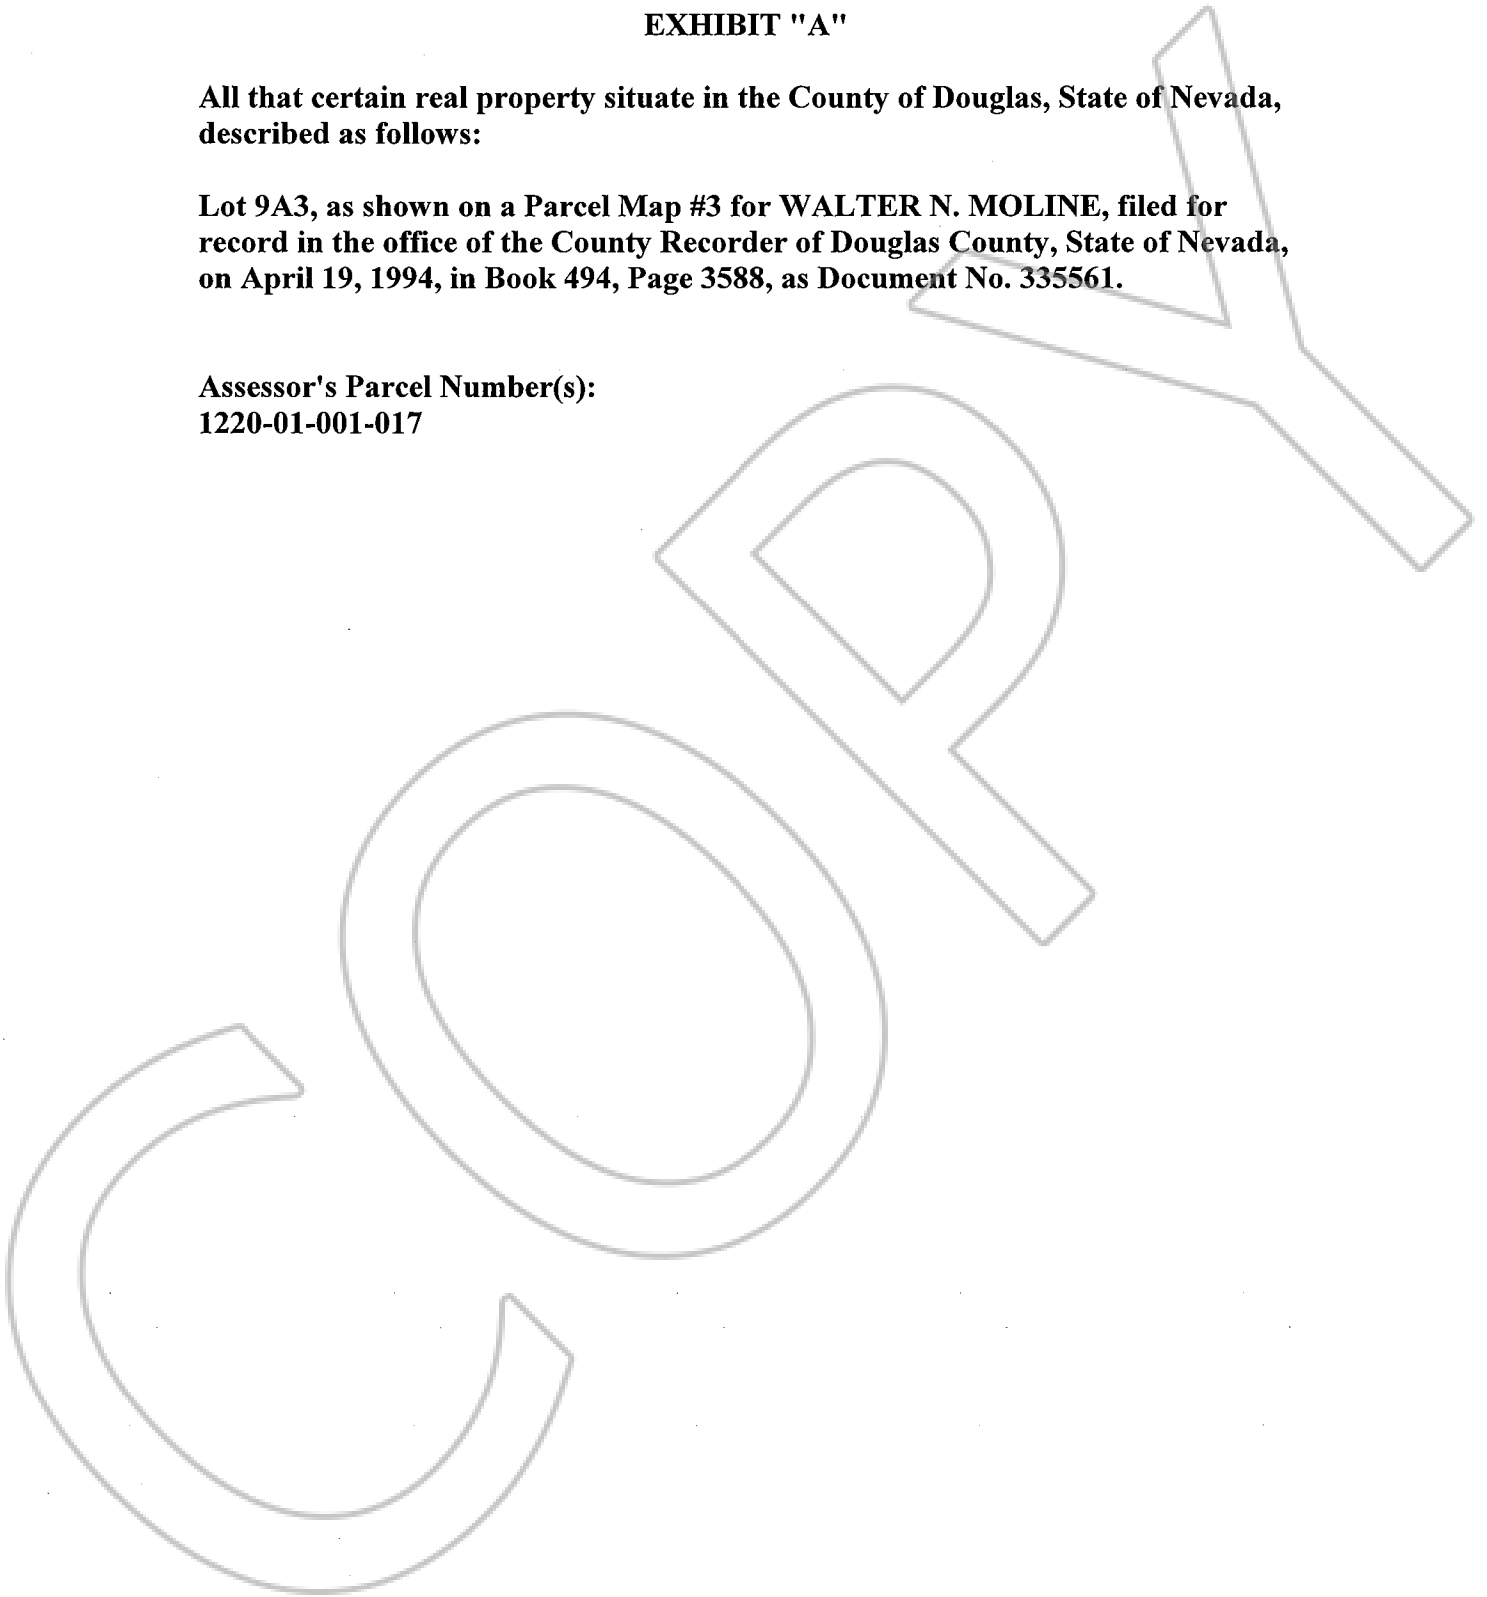 EXHIBIT "A"
All that certain real property situate in the County of Douglas, State of Nevada,
described as follows:
Lot 9A3, as shown on a Parcel Map #3 for WALTER N. MOLINE, filed for
record in the office of the County Recorder of Douglas County, State of Nevada,
on April 19, 1994, in Book 494, Page 3588, as Document No. 335561.
Assessor's Parcel Number(s):
1220-01-001-017
COPY